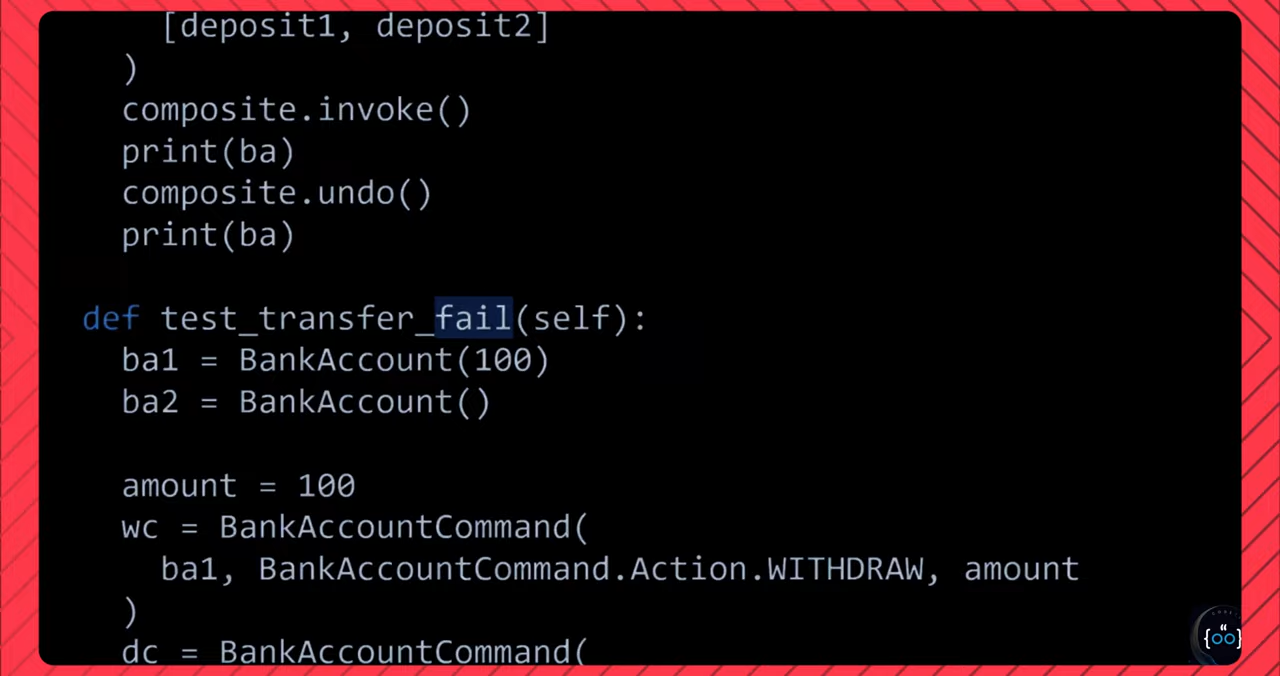 [deposit1, deposit2]
)
composite.invoke()
print(ba)
composite.undo()
print(ba)
def test_transfer_fail(self):
ba1 = BankAccount(100)
ba2 = BankAccount()
amount = 100
wc = BankAccountCommand(
ba1, BankAccountCommand.Action.WITHDRAW, amount
)
dc = BankAccountCommand(